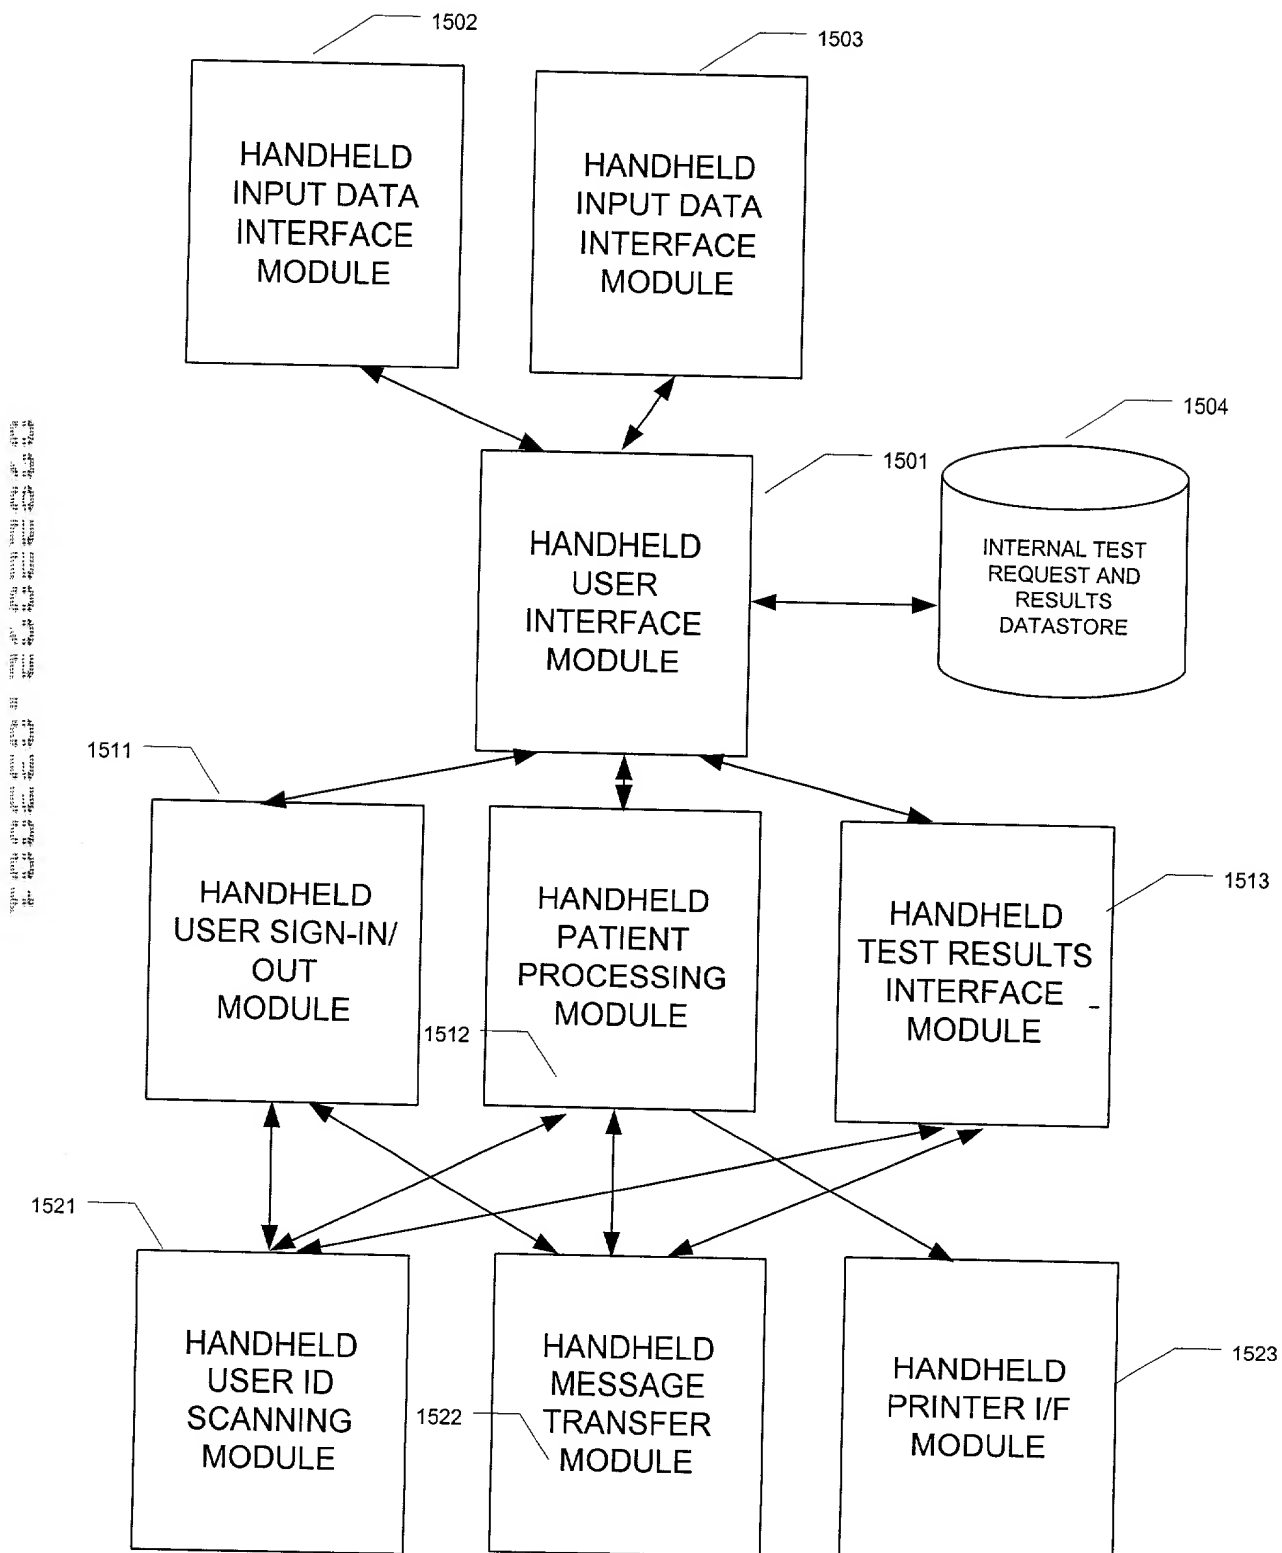 1502
1503
HANDHELD
INPUT DATA
INTERFACE
MODULE
HANDHELD
INPUT DATA
INTERFACE
MODULE
1504
1501
HANDHELD
USER
INTERFACE
MODULE
INTERNAL TEST
REQUEST AND
RESULTS
DATASTORE
1511
HANDHELD
USER SIGN-IN/
OUT
MODULE
HANDHELD
PATIENT
PROCESSING
MODULE
1512
1513
HANDHELD
TEST RESULTS
INTERFACE
MODULE
1521
HANDHELD
USER ID
SCANNING
MODULE
HANDHELD
MESSAGE
TRANSFER
MODULE
1522
1523
HANDHELD
PRINTER I/F
MODULE